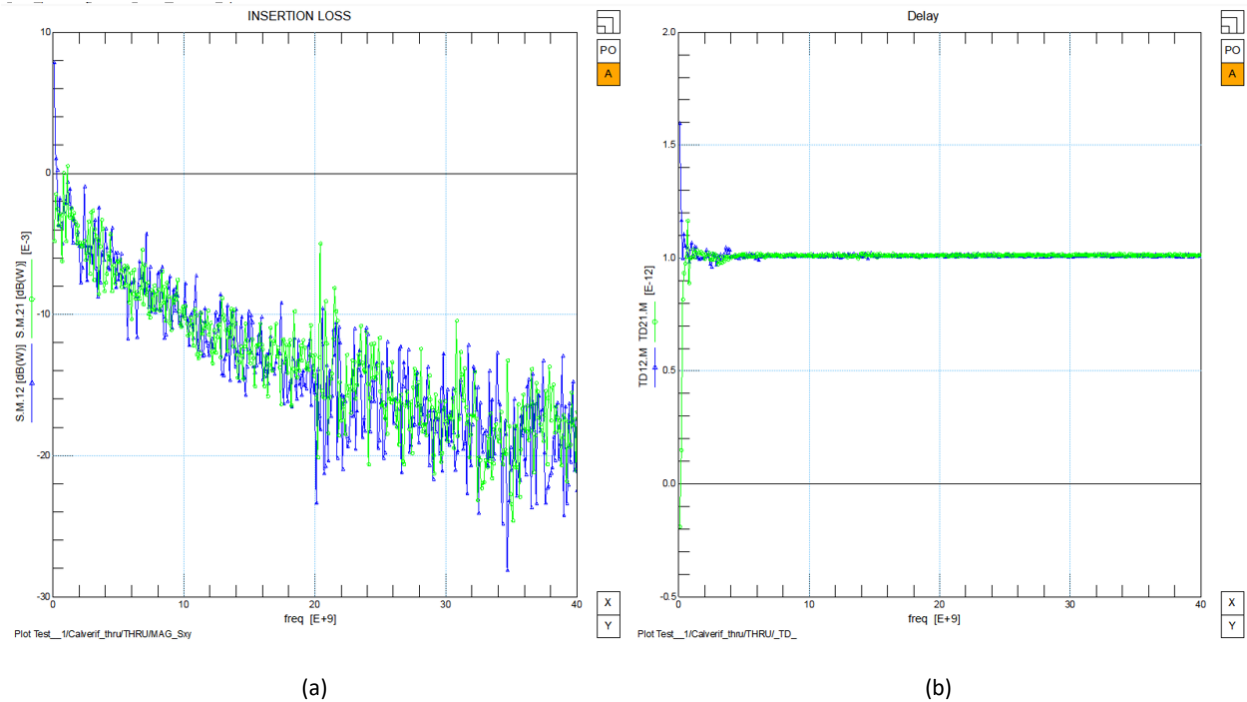 INSERTION LOSS
10
0
-10
-20
-30
S.M.12 [dB(W)] S.M.21 [dB(W)] [E-3]
0 10 20 30 40
freq [E+9]
Plot Test__1/Calverif_thru/THRU/MAG_Sxy
PO
A
X
Y
(a)
Delay
2.0
1.5
1.0
0.5
0.0
-0.5
TD12.M TD21.M [E-12]
0 10 20 30 40
freq [E+9]
Plot Test__1/Calverif_thru/THRU/_TD_
PO
A
X
Y
(b)